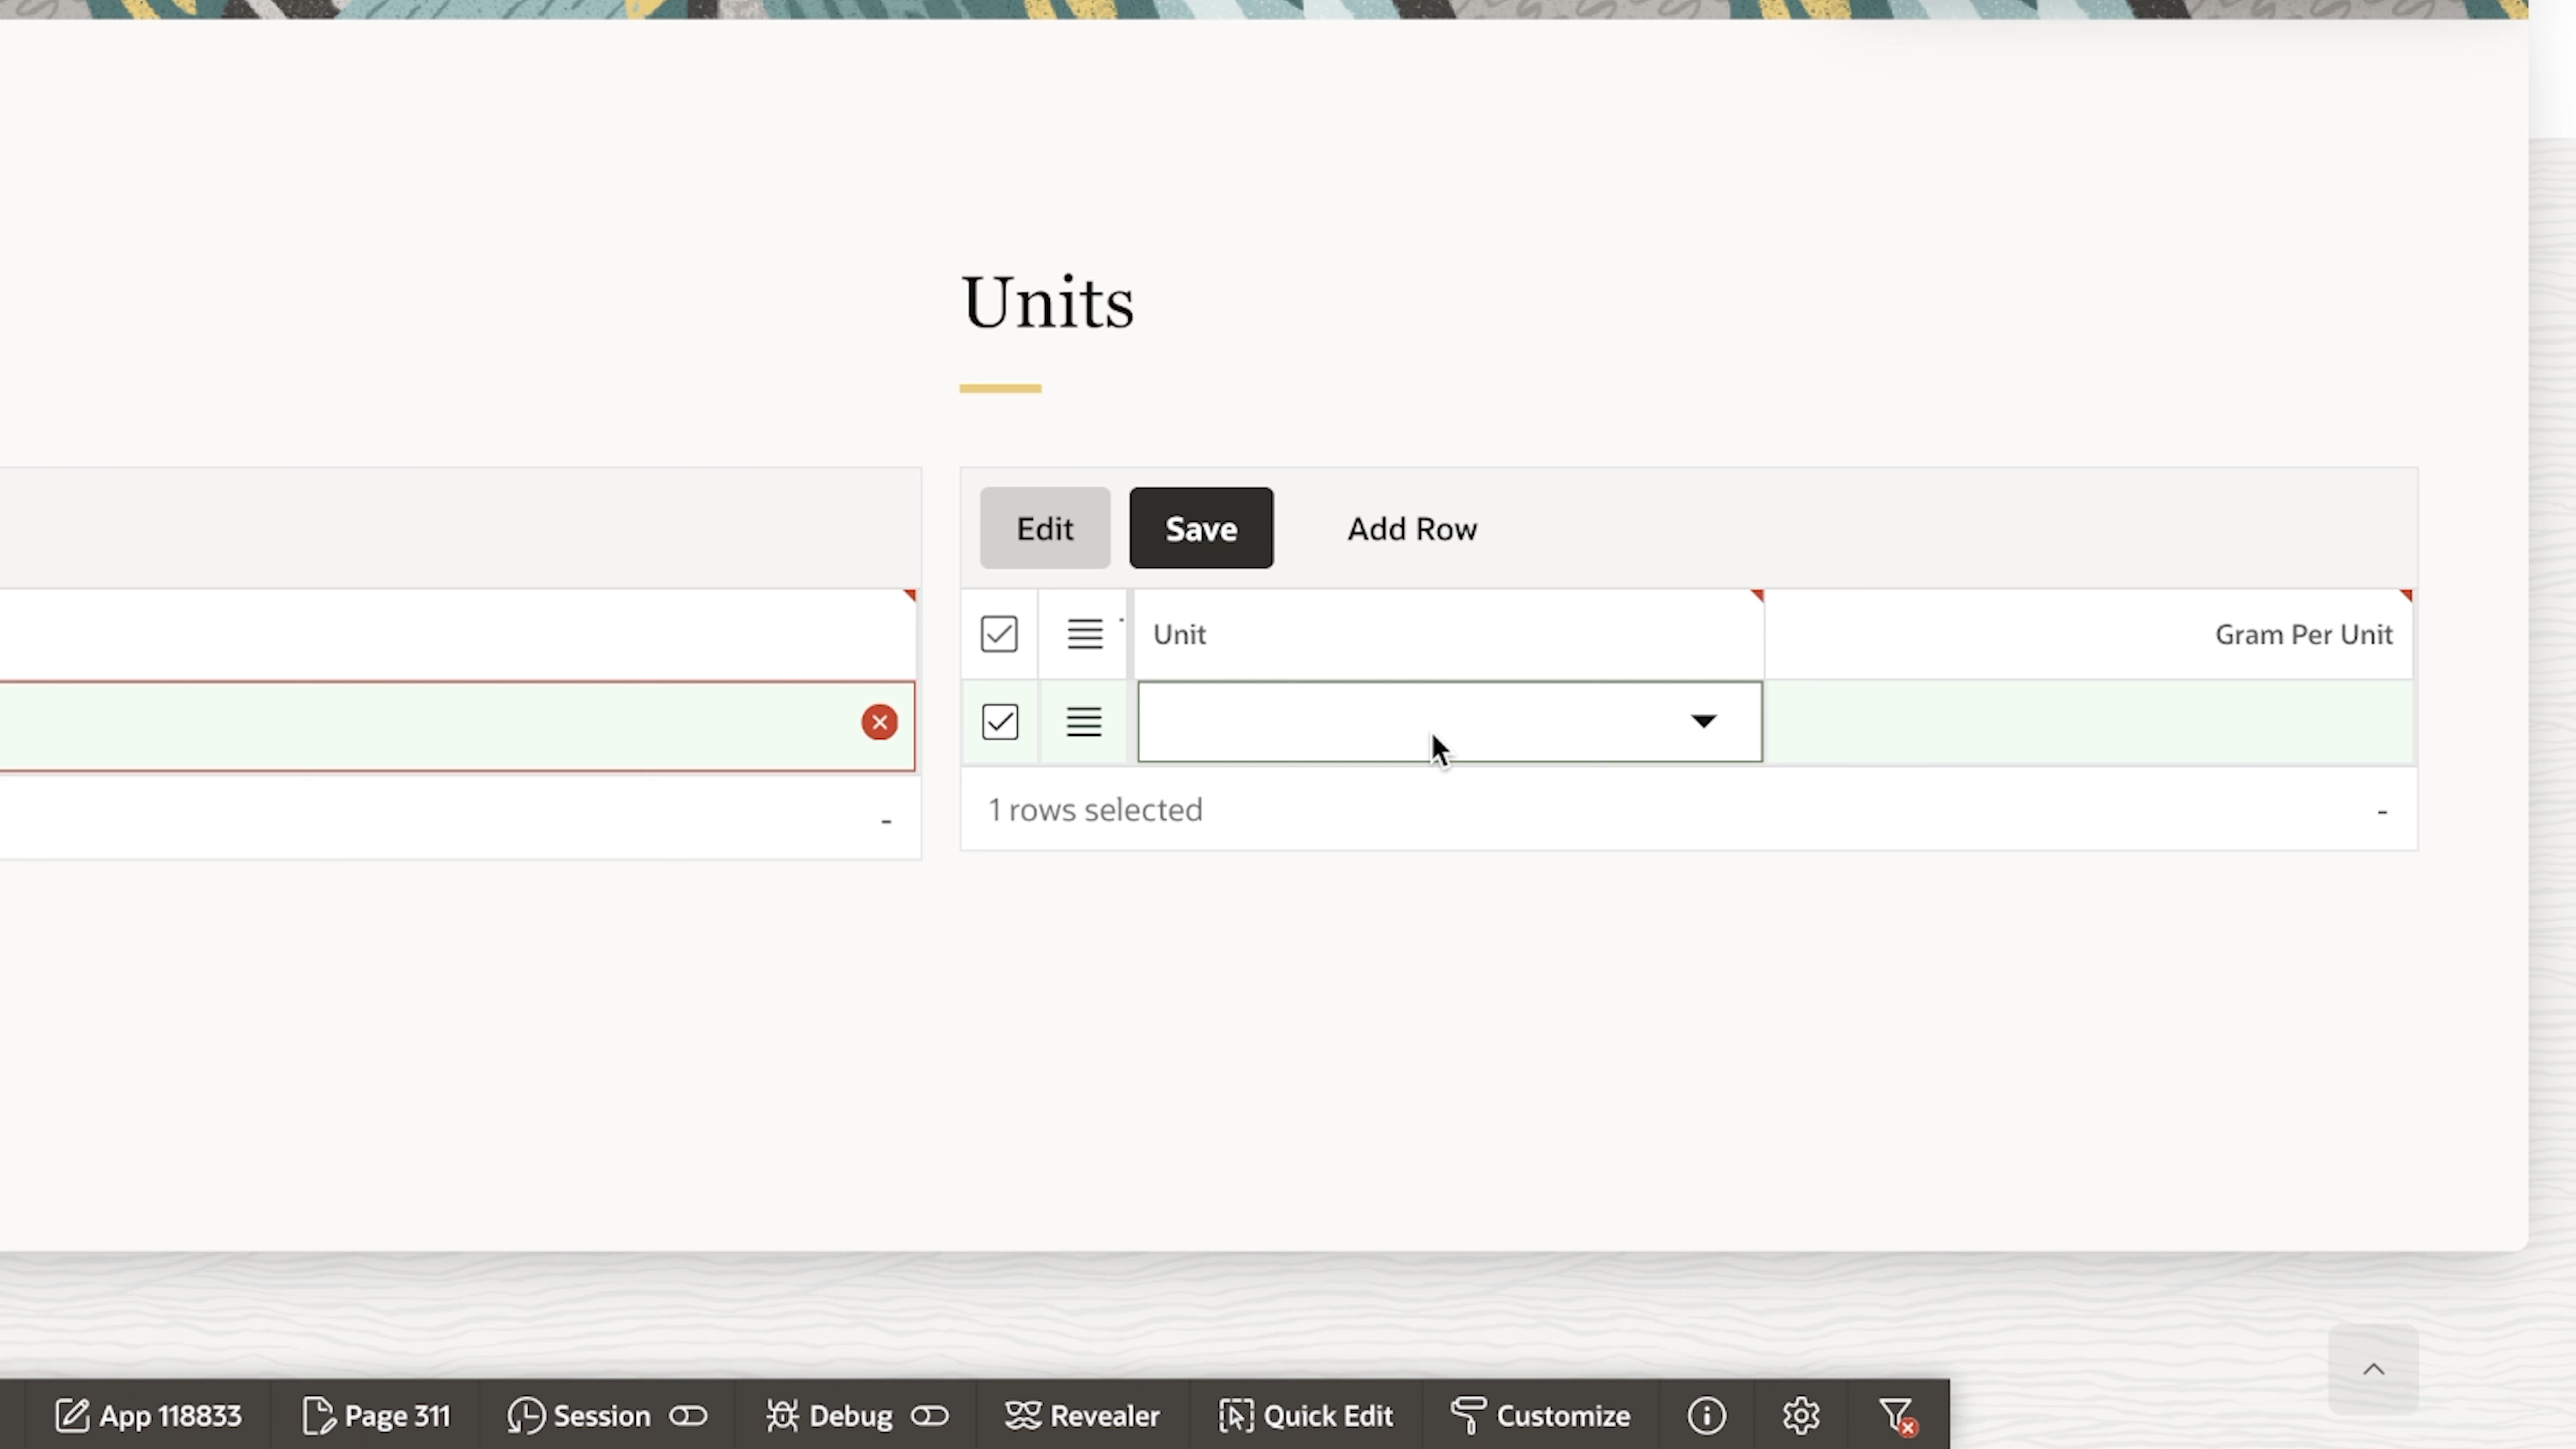 Units
Edit Save Add Row
Unit Gram Per Unit
1 rows selected -
-
App 118833 Page 311 Session Debug Revealer Quick Edit Customize